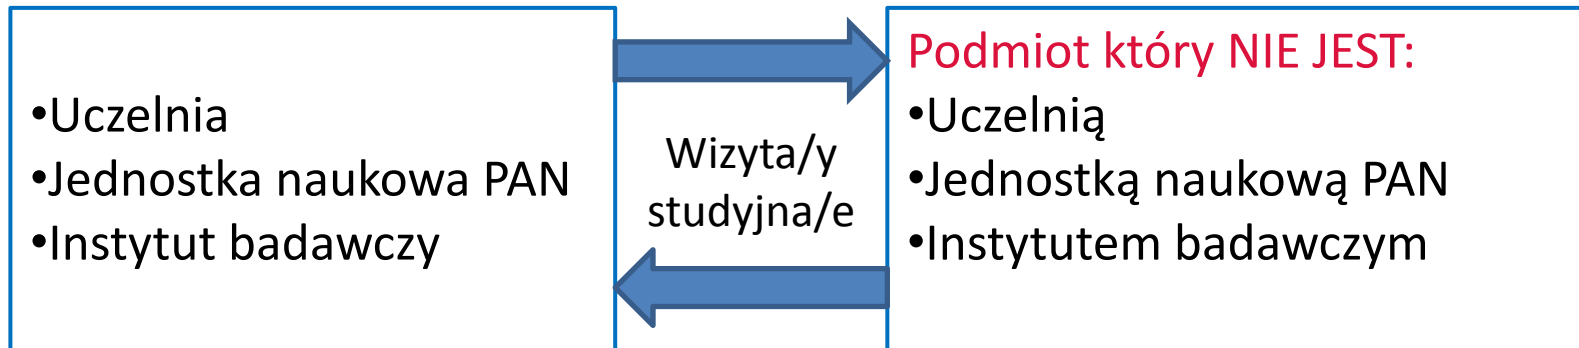 •Uczelnia
•Jednostka naukowa PAN
•Instytut badawczy
Wizyta/y
studyjna/e
Podmiot który NIE JEST:
•Uczelnią
•Jednostką naukową PAN
•Instytutem badawczym